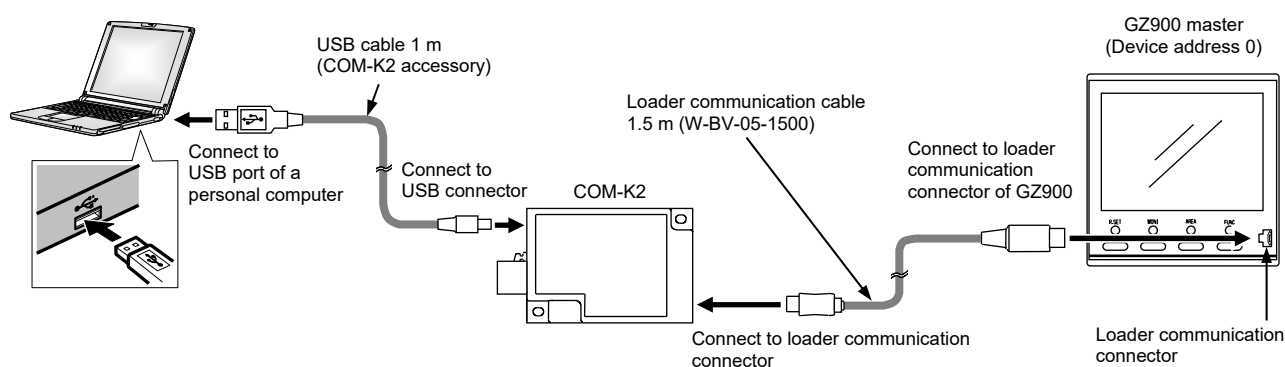 USB cable 1 m
(COM-K2 accessory)
Connect to
USB port of a
personal computer
Connect to
USB connector
COM-K2
Loader communication cable
1.5 m (W-BV-05-1500)
Connect to loader communication
connector
Connect to loader
communication
connector of GZ900
GZ900 master
(Device address 0)
R.SET MONI AREA FUNC
Loader communication
connector